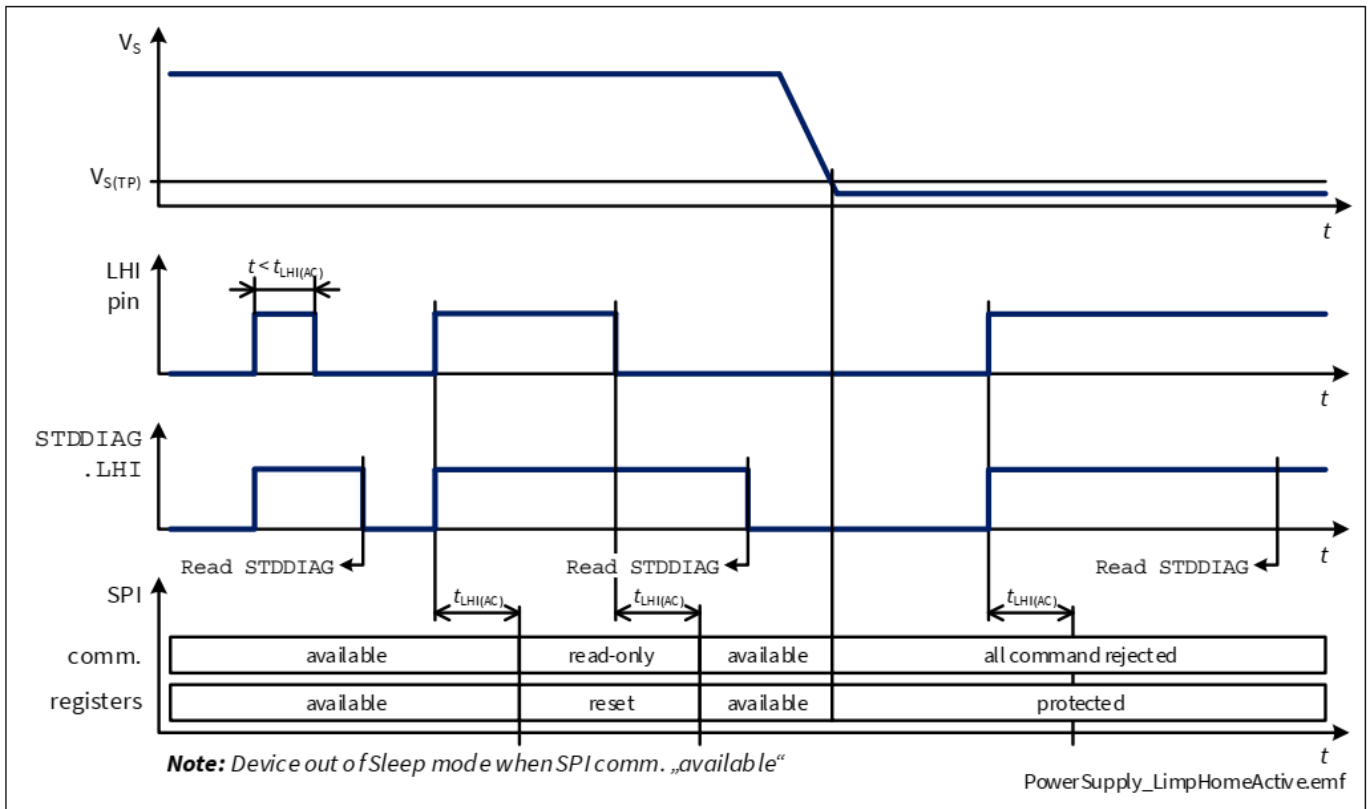 VS
VS(TP)
t
LHI
pin
t < tLHI(AC)
t
STDDIAG
.LHI
t
Read STDDIAG
Read STDDIAG
Read STDDIAG
SPI
tLHI(AC)
tLHI(AC)
tLHI(AC)
comm.
available
read-only
available
all command rejected
registers
available
reset
available
protected
t
Note: Device out of Sleep mode when SPI comm. „available“
PowerSupply_LimpHomeActive.emf